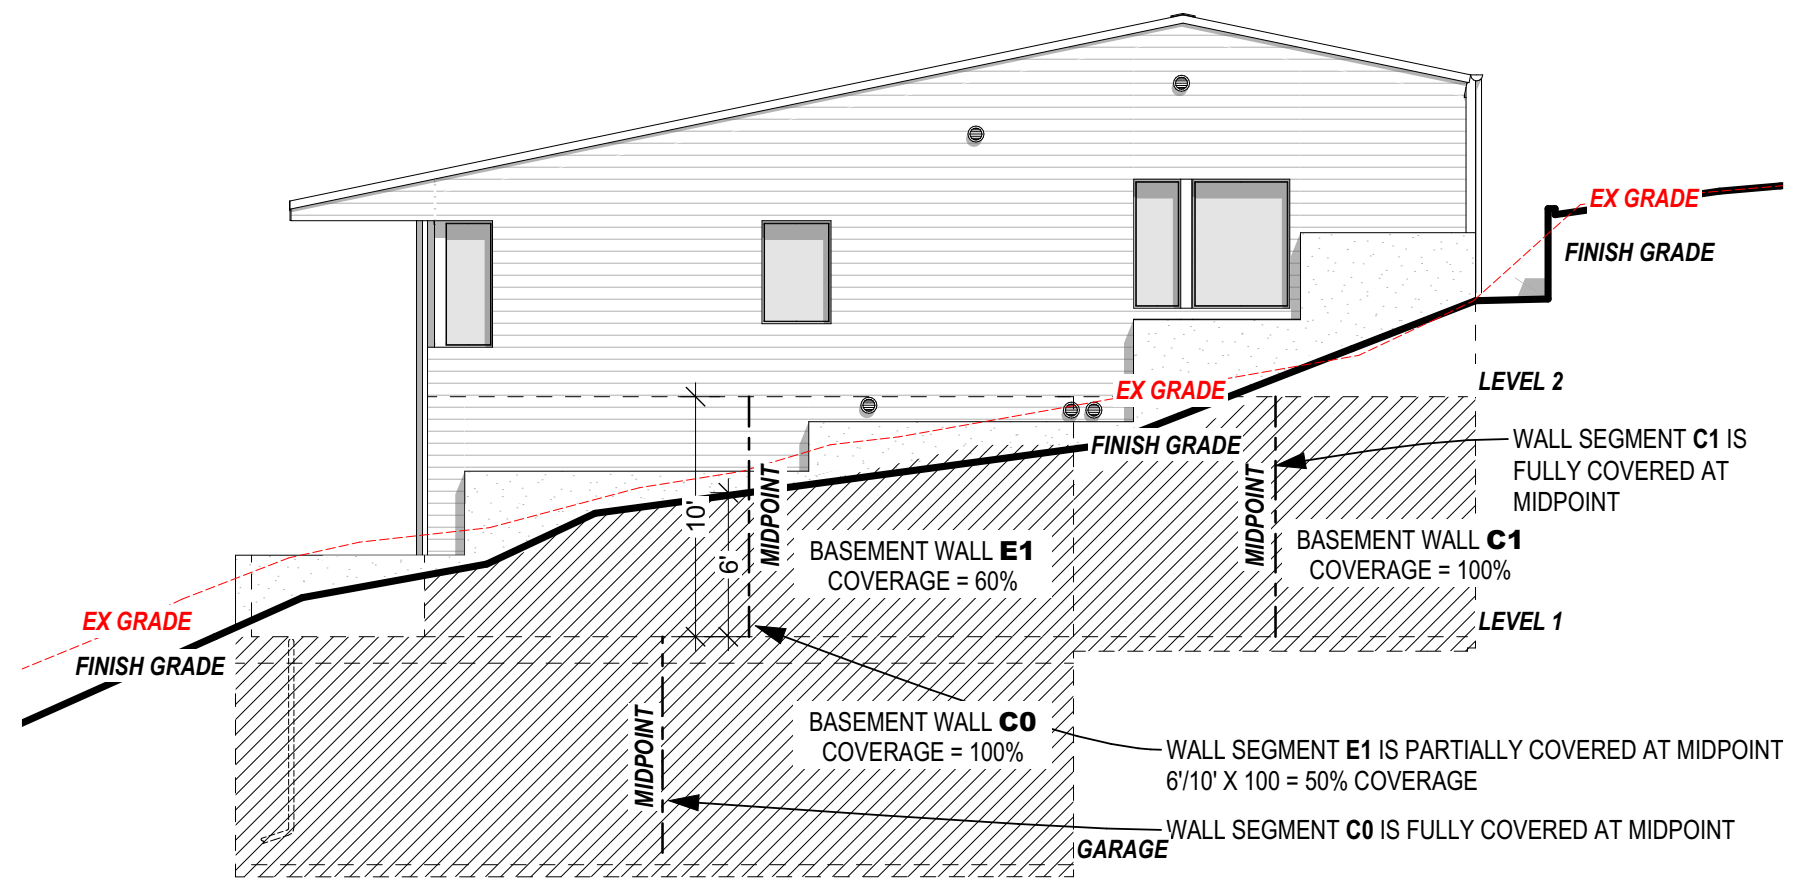 EX GRADE
FINISH GRADE
LEVEL 2
EX GRADE
FINISH GRADE
WALL SEGMENT C1 IS
FULLY COVERED AT
MIDPOINT
MIDPOINT
MIDPOINT
10'
6'
BASEMENT WALL E1
COVERAGE = 60%
BASEMENT WALL C1
COVERAGE = 100%
EX GRADE
FINISH GRADE
LEVEL 1
MIDPOINT
BASEMENT WALL C0
COVERAGE = 100%
WALL SEGMENT E1 IS PARTIALLY COVERED AT MIDPOINT
6'/10' X 100 = 50% COVERAGE
WALL SEGMENT C0 IS FULLY COVERED AT MIDPOINT
GARAGE